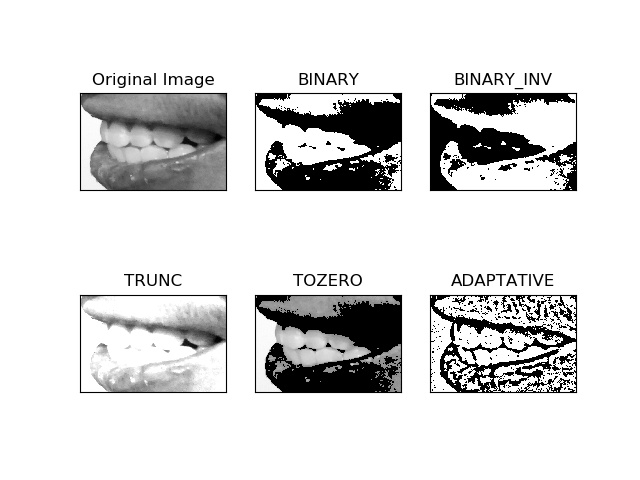 Original Image
BINARY
BINARY_INV
TRUNC
TOZERO
ADAPTATIVE